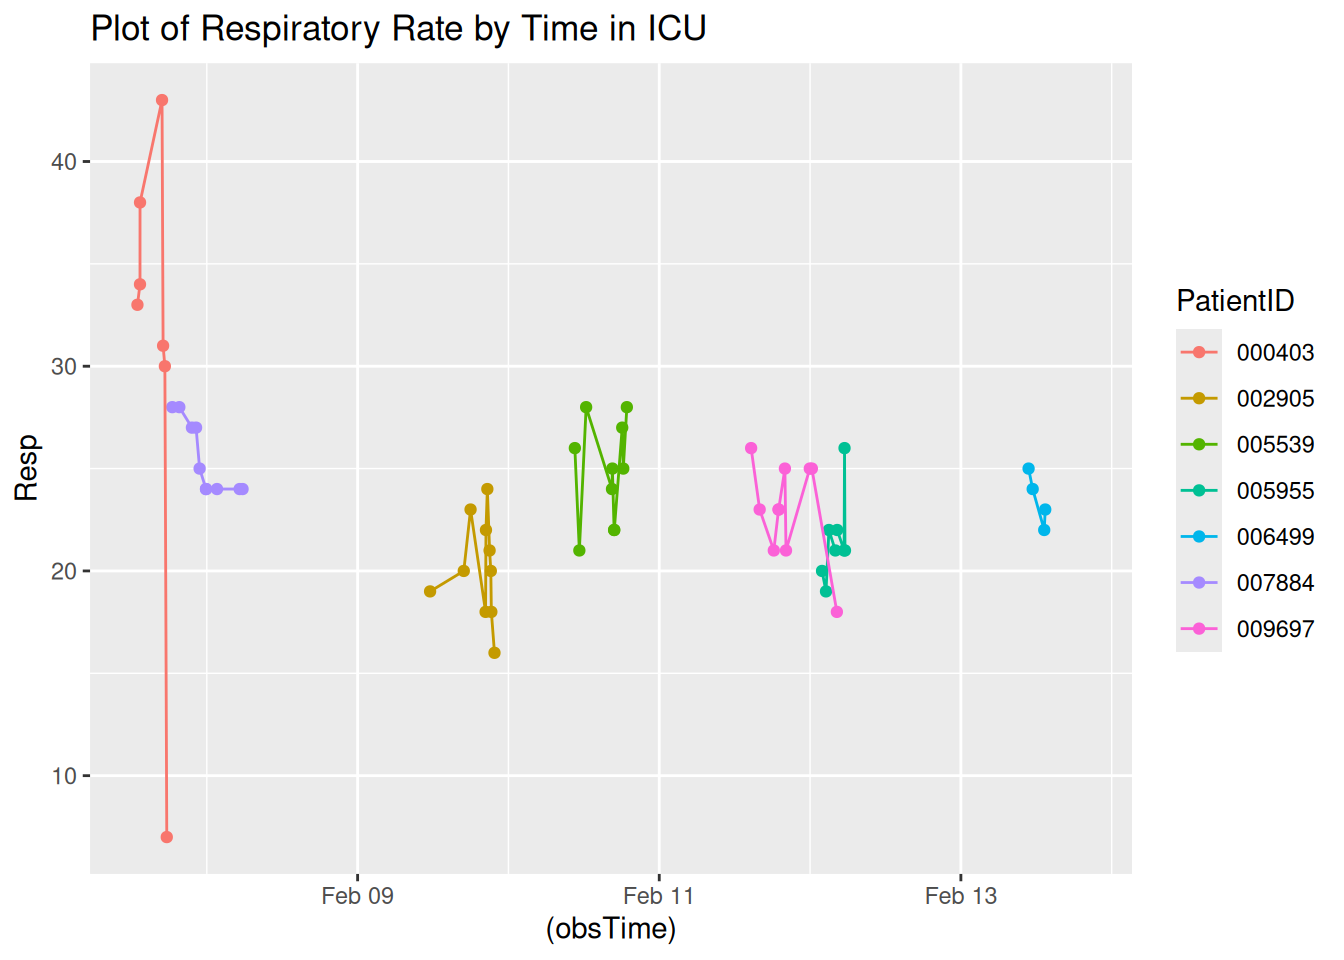 Plot of Respiratory Rate by Time in ICU
Resp
40
30
20
10
Feb 09
Feb 11
Feb 13
(obsTime)
PatientID
000403
002905
005539
005955
006499
007884
009697